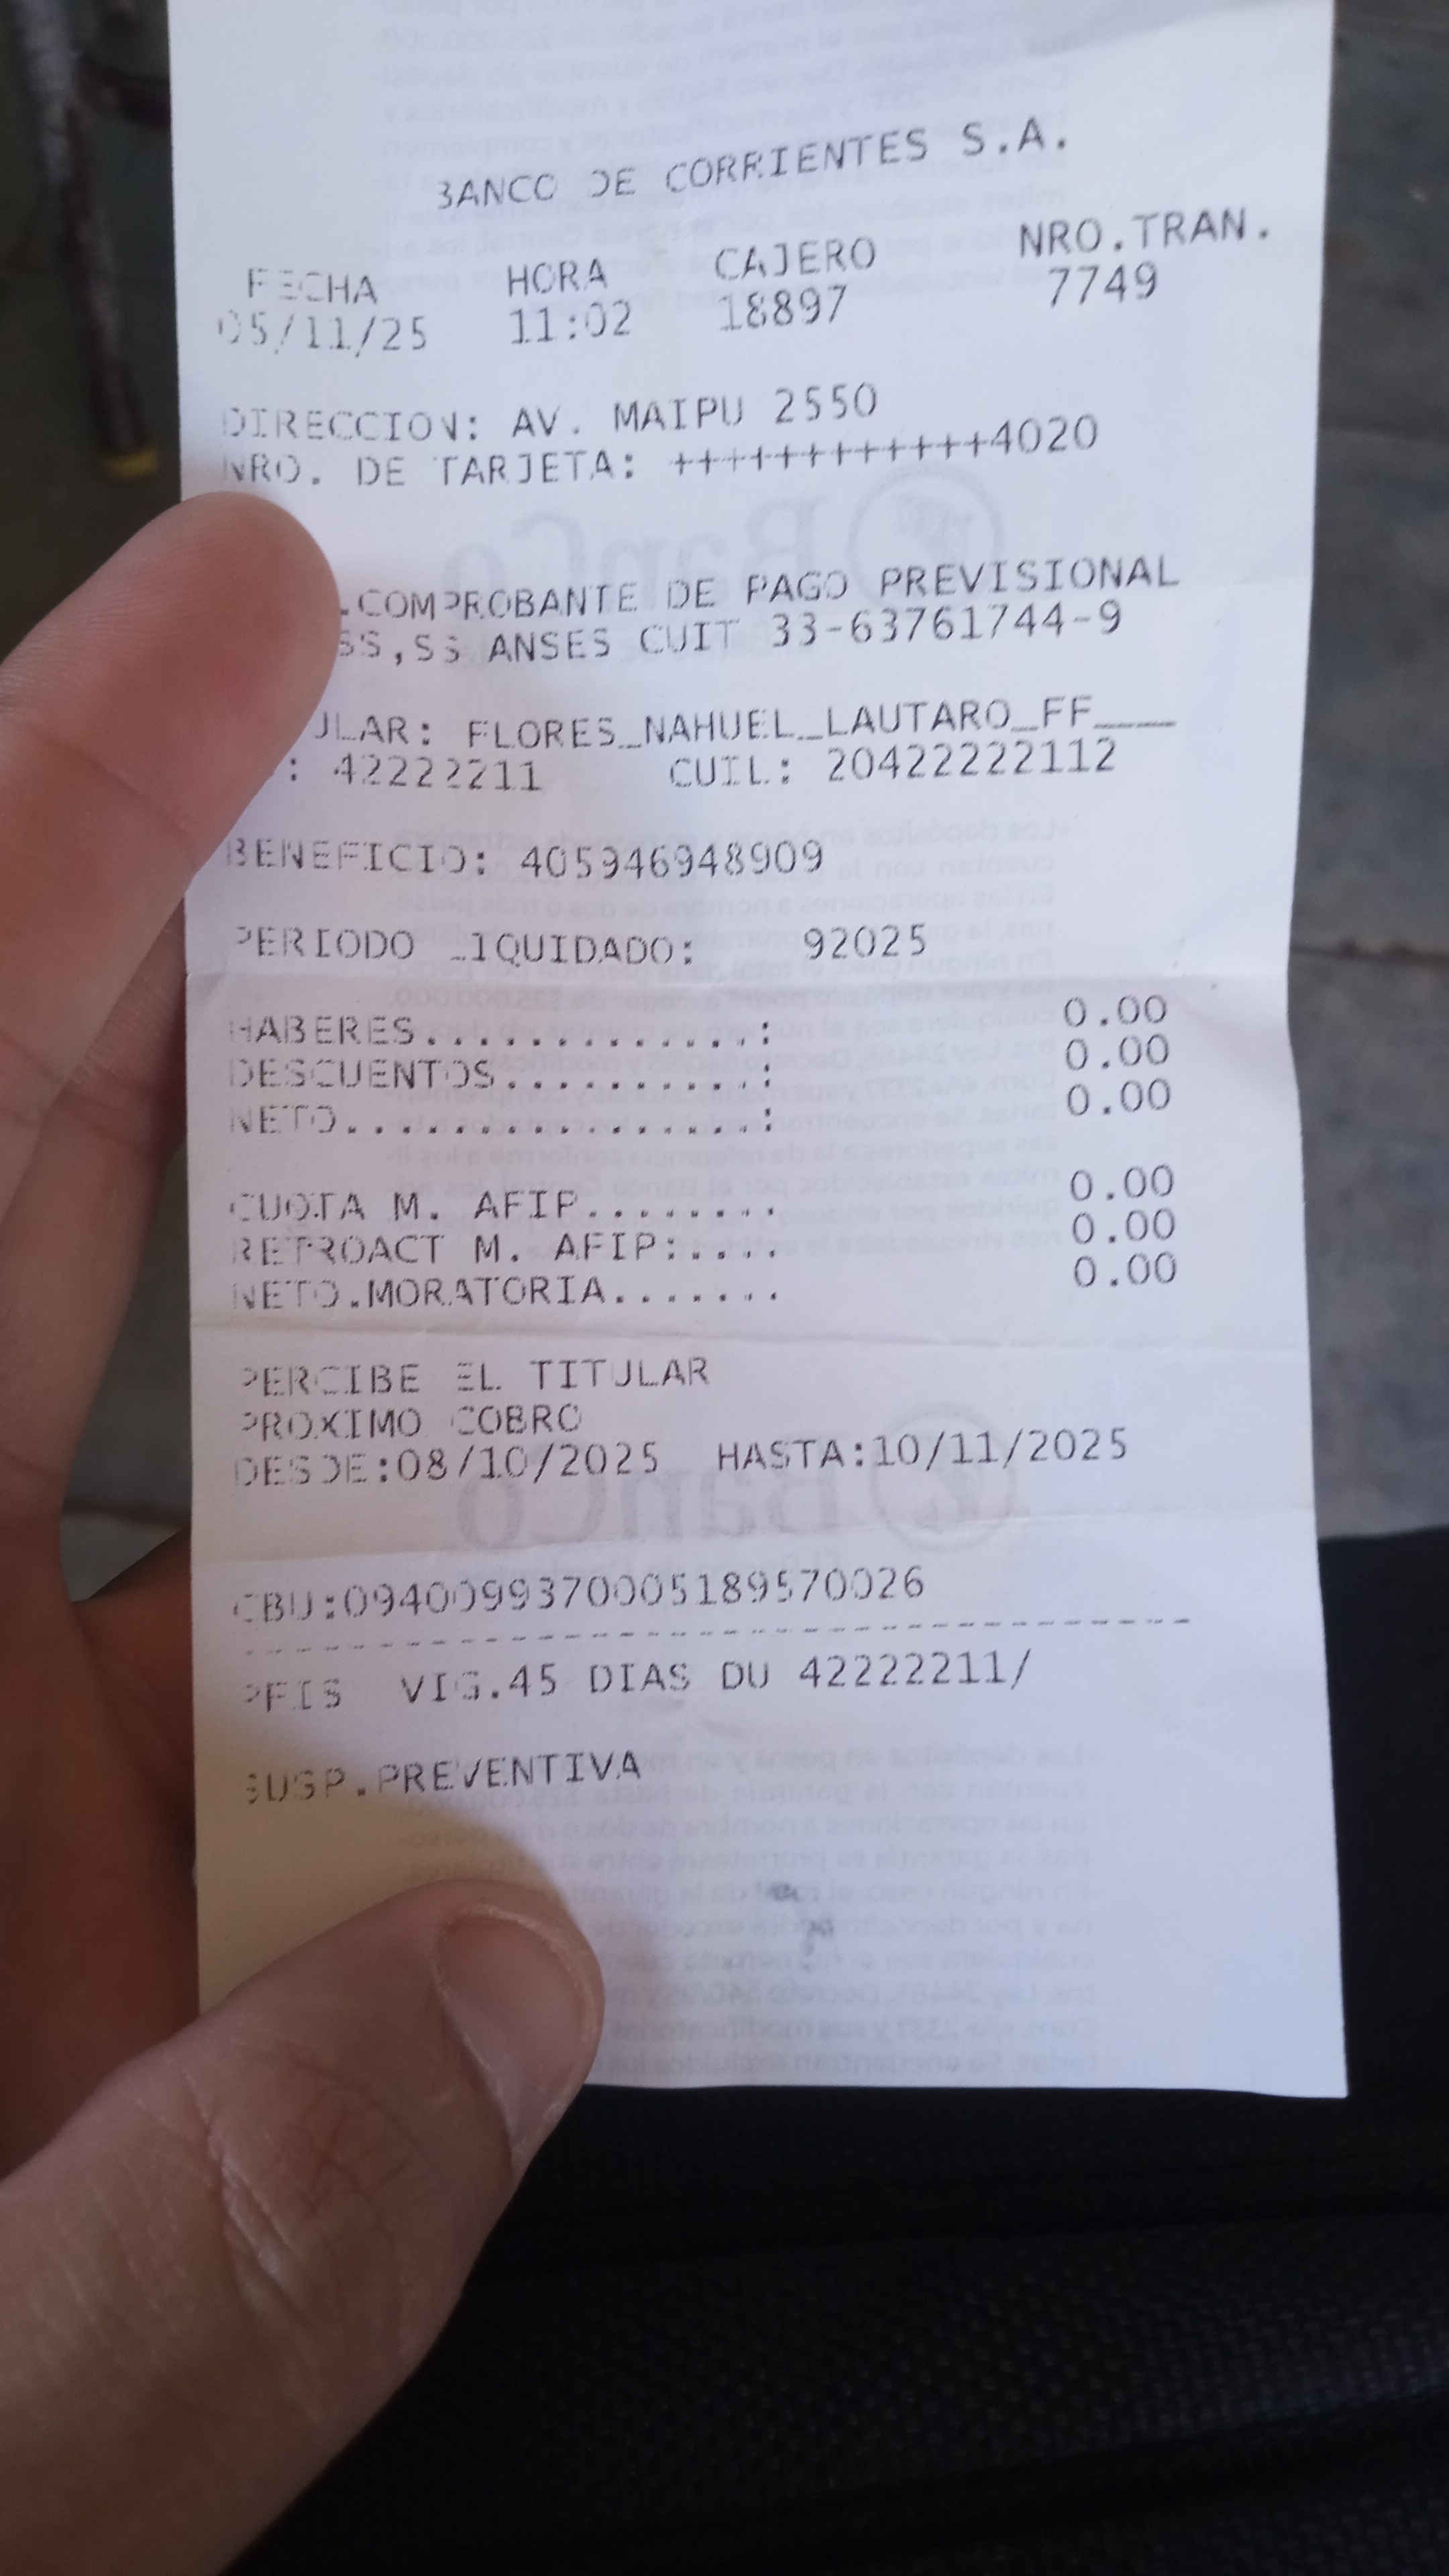 BANCO DE CORRIENTES S.A.
FECHA HORA CAJERO NRO.TRAN.
05/11/25 11:02 18897 7749
DIRECCION: AV. MAIPU 2550
NRO. DE TARJETA: ++++++++++++4020
.COMPROBANTE DE PAGO PREVISIONAL
SS,SS ANSES CUIT 33-63761744-9
ULAR: FLORES_NAHUEL_LAUTARO_FF___
: 42222211 CUIL: 20422222112
BENEFICIO: 405946948909
PERIODO LIQUIDADO: 92025
HABERES.............: 0.00
DESCUENTOS..........: 0.00
NETO................: 0.00
CUOTA M. AFIP........ 0.00
RETROACT M. AFIP:.... 0.00
NETO.MORATORIA....... 0.00
PERCIBE EL TITULAR
PROXIMO COBRO
DESDE:08/10/2025 HASTA:10/11/2025
CBU:0940099370005189570026
-----------------------------------
PFIS VIG.45 DIAS DU 42222211/
SUSP.PREVENTIVA